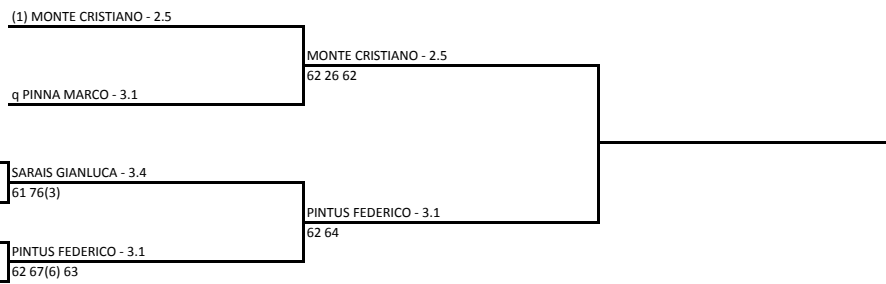 (1) MONTE CRISTIANO - 2.5
MONTE CRISTIANO - 2.5
62 26 62
q PINNA MARCO - 3.1
SARAIS GIANLUCA - 3.4
61 76(3)
PINTUS FEDERICO - 3.1
62 64
PINTUS FEDERICO - 3.1
62 67(6) 63